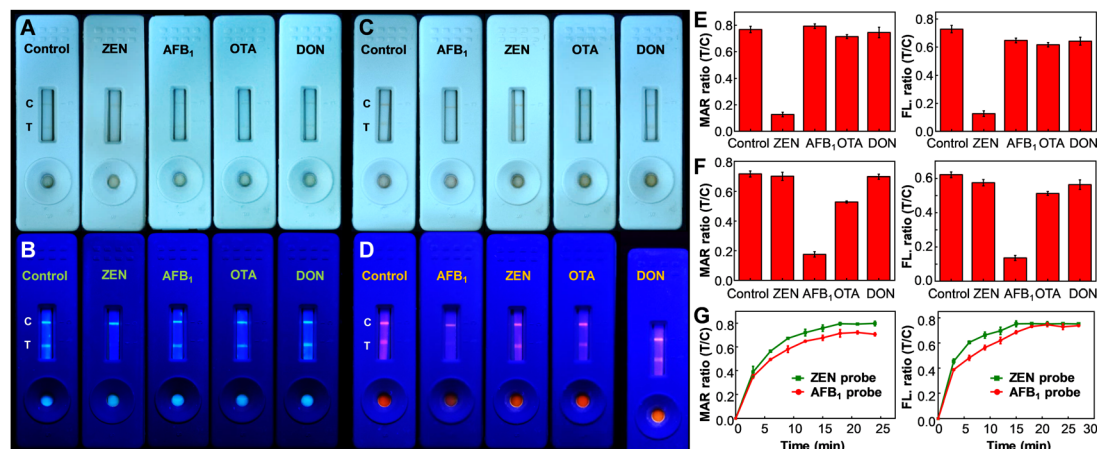 A
Control ZEN AFB₁ OTA DON
C
T
B
Control ZEN AFB₁ OTA DON
C
T
C
Control AFB₁ ZEN OTA DON
C
T
D
Control AFB₁ ZEN OTA DON
C
T
E
MAR ratio (T/C)
0.8
0.6
0.4
0.2
0.0
Control ZEN AFB₁ OTA DON
FL. ratio (T/C)
0.8
0.6
0.4
0.2
0.0
Control ZEN AFB₁ OTA DON
F
MAR ratio (T/C)
0.8
0.6
0.4
0.2
0.0
Control ZEN AFB₁ OTA DON
FL. ratio (T/C)
0.6
0.4
0.2
0.0
Control ZEN AFB₁ OTA DON
G
MAR ratio (T/C)
0.8
0.6
0.4
0.2
0.0
ZEN probe
AFB₁ probe
0 5 10 15 20 25
Time (min)
FL. ratio (T/C)
0.8
0.6
0.4
0.2
0.0
ZEN probe
AFB₁ probe
0 5 10 15 20 25 30
Time (min)